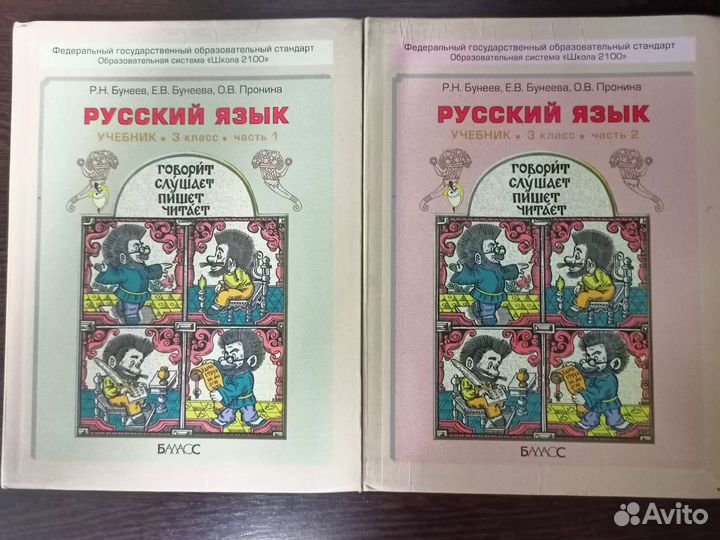 Федеральный государственный образовательный стандарт
Образовательная система «Школа 2100»
Р.Н. Бунеев, Е.В. Бунеева, О.В. Пронина
РУССКИЙ ЯЗЫК
УЧЕБНИК • 3 класс • часть 1
ГОВОРИТ
СЛУШАЕТ
ПИШЕТ
ЧИТАЕТ
БАЛАСС
Федеральный государственный образовательный стандарт
Образовательная система «Школа 2100»
Р.Н. Бунеев, Е.В. Бунеева, О.В. Пронина
РУССКИЙ ЯЗЫК
УЧЕБНИК • 3 класс • часть 2
ГОВОРИТ
СЛУШАЕТ
ПИШЕТ
ЧИТАЕТ
БАЛАСС
Avito